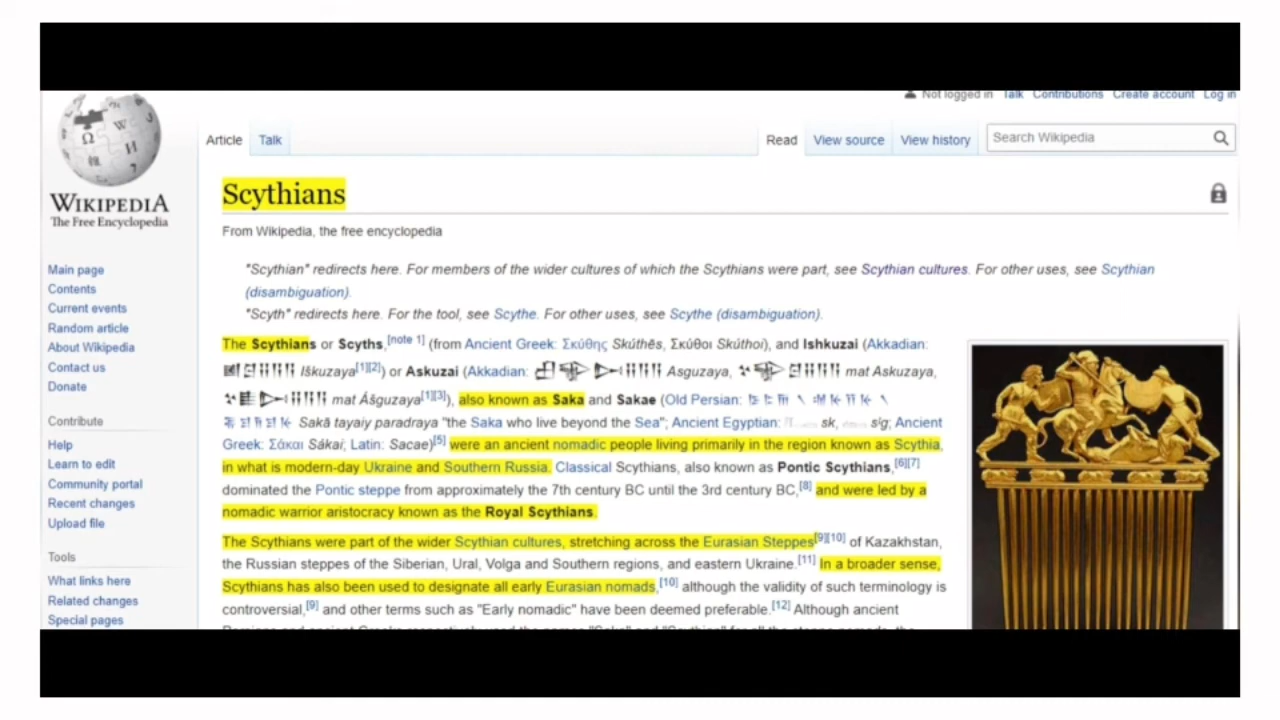 Not logged in Talk Contributions Create account Log in
Article Talk Read View source View history Search Wikipedia
WIKIPEDIA
The Free Encyclopedia
Main page
Contents
Current events
Random article
About Wikipedia
Contact us
Donate
Contribute
Help
Learn to edit
Community portal
Recent changes
Upload file
Tools
What links here
Related changes
Special pages
Scythians
From Wikipedia, the free encyclopedia
"Scythian" redirects here. For members of the wider cultures of which the Scythians were part, see Scythian cultures. For other uses, see Scythian
(disambiguation).
"Scyth" redirects here. For the tool, see Scythe. For other uses, see Scythe (disambiguation).
The Scythians or Scyths,[note 1] (from Ancient Greek: Σκύθης Skúthēs, Σκύθοι Skúthoi), and Ishkuzai (Akkadian:
Iškuzaya[1][2]) or Askuzai (Akkadian: Asguzaya, mat Askuzaya,
mat Ášguzaya[1][3]), also known as Saka and Sakae (Old Persian:
Sakā tayaiy paradraya "the Saka who live beyond the Sea"; Ancient Egyptian: sk, sꜣg; Ancient
Greek: Σάκαι Sákai; Latin: Sacae)[5] were an ancient nomadic people living primarily in the region known as Scythia,
in what is modern-day Ukraine and Southern Russia. Classical Scythians, also known as Pontic Scythians,[6][7]
dominated the Pontic steppe from approximately the 7th century BC until the 3rd century BC,[8] and were led by a
nomadic warrior aristocracy known as the Royal Scythians.
The Scythians were part of the wider Scythian cultures, stretching across the Eurasian Steppes[9][10] of Kazakhstan,
the Russian steppes of the Siberian, Ural, Volga and Southern regions, and eastern Ukraine.[11] In a broader sense,
Scythians has also been used to designate all early Eurasian nomads,[10] although the validity of such terminology is
controversial,[9] and other terms such as "Early nomadic" have been deemed preferable.[12] Although ancient